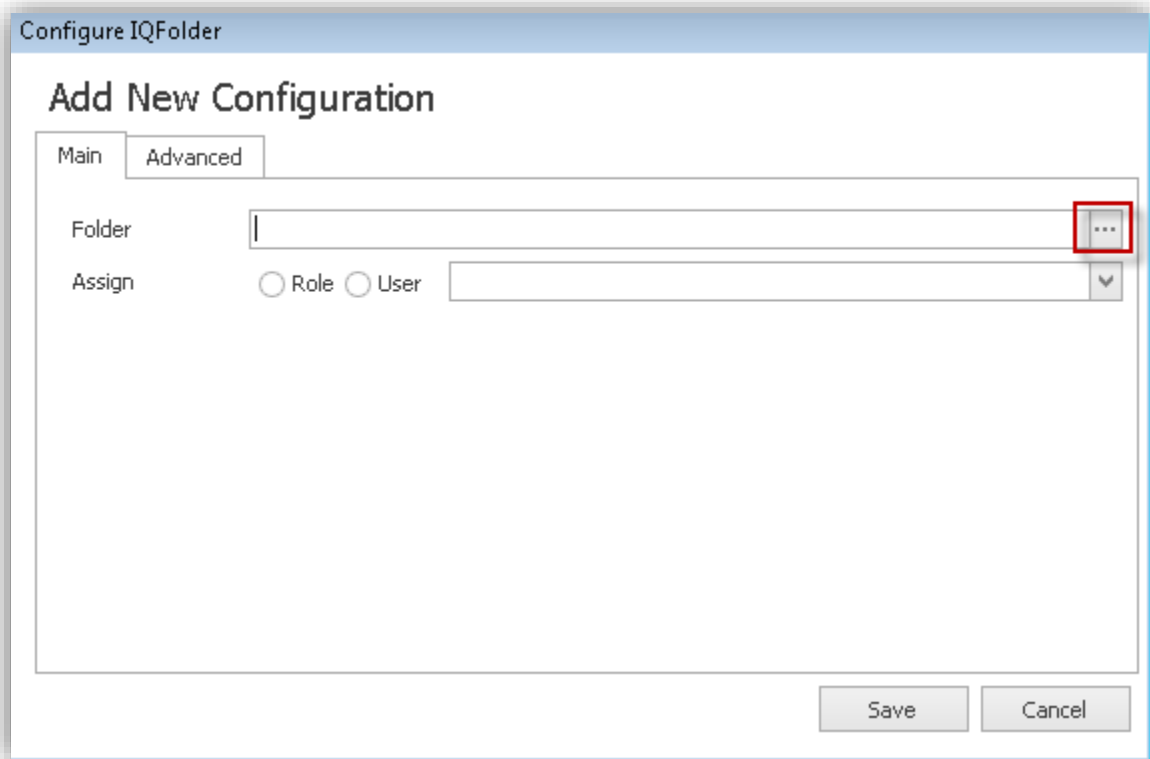 Configure IQFolder
Add New Configuration
Main Advanced
Folder ...
Assign Role User
Save Cancel